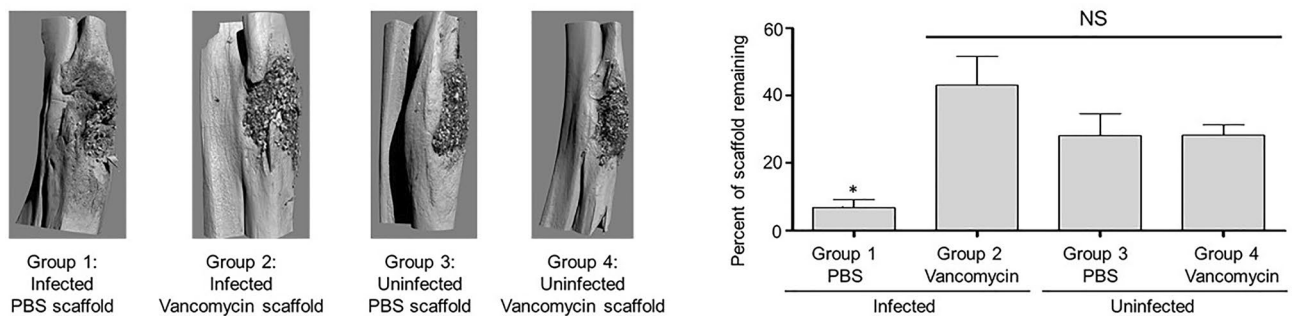 Group 1:
Infected
PBS scaffold
Group 2:
Infected
Vancomycin scaffold
Group 3:
Uninfected
PBS scaffold
Group 4:
Uninfected
Vancomycin scaffold
Percent of scaffold remaining
60
40
20
0
NS
*
Group 1
PBS
Group 2
Vancomycin
Group 3
PBS
Group 4
Vancomycin
Infected
Uninfected